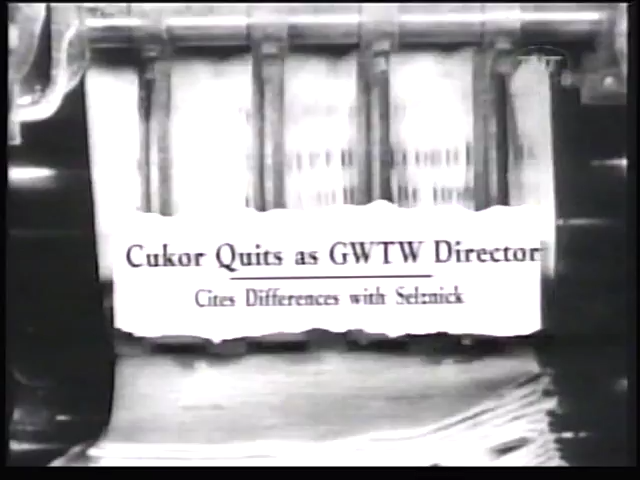 Cukor Quits as GWTW Director
Cites Differences with Selznick